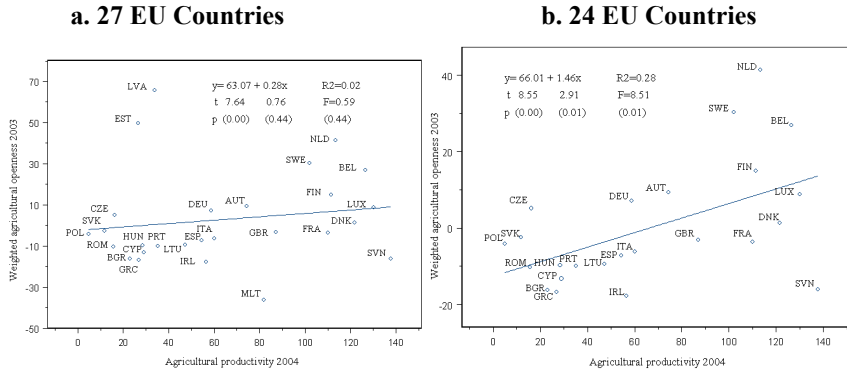 a. 27 EU Countries
b. 24 EU Countries
Weighted agricultural openness 2003
70
50
30
10
-10
-30
-50
y= 63.07 + 0.28x R2=0.02
t 7.64 0.76 F=0.59
p (0.00) (0.44) (0.44)
LVA
EST
NLD
SWE
BEL
FIN
CZE
DEU
AUT
LUX
SVK
POL
ITA
DNK
ROM
HUN
PRT
ESP
GBR
FRA
CYP
LTU
BGR
GRC
IRL
SVN
MLT
0 20 40 60 80 100 120 140
Agricultural productivity 2004
Weighted agricultural openness 2003
40
20
0
-20
y= 66.01 + 1.46x R2=0.28
t 8.55 2.91 F=8.51
p (0.00) (0.01) (0.01)
NLD
SWE
BEL
FIN
CZE
DEU
AUT
LUX
DNK
POL
SVK
ITA
GBR
FRA
ROM
HUN
PRT
LTU
ESP
CYP
BGR
GRC
IRL
SVN
0 20 40 60 80 100 120 140
Agricultural productivity 2004